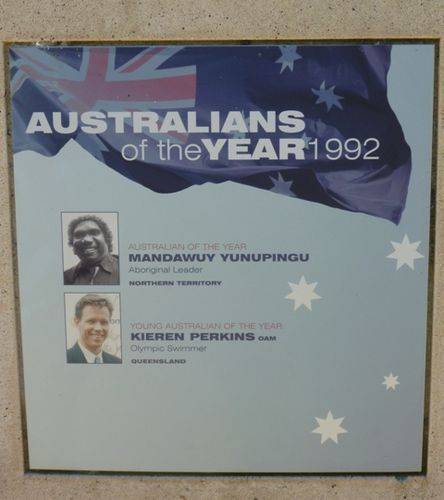 AUSTRALIANS
of the YEAR 1992
AUSTRALIAN OF THE YEAR
MANDAWUY YUNUPINGU
Aboriginal Leader
NORTHERN TERRITORY
YOUNG AUSTRALIAN OF THE YEAR
KIEREN PERKINS OAM
Olympic Swimmer
QUEENSLAND